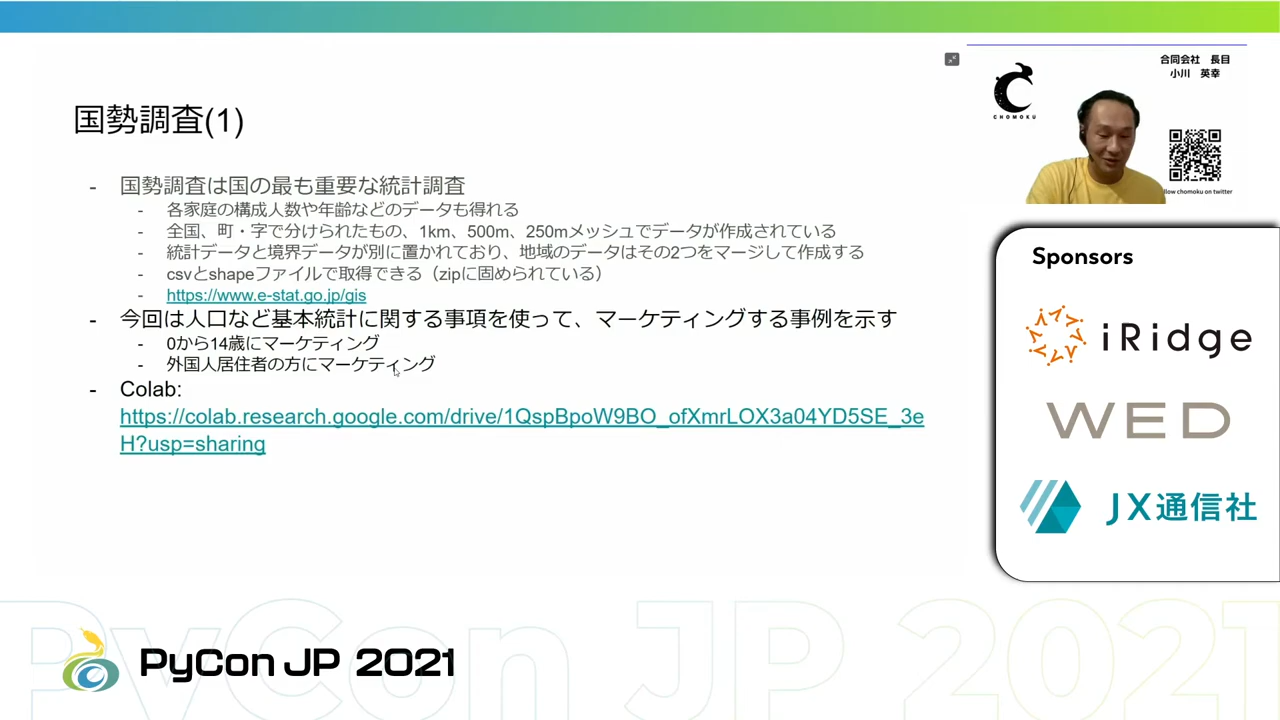 国勢調査(1)
- 国勢調査は国の最も重要な統計調査
- 各家庭の構成人数や年齢などのデータも得れる
- 全国、町・字で分けられたもの、1km、500m、250mメッシュでデータが作成されている
- 統計データと境界データが別に置かれており、地域のデータはその2つをマージして作成する
- csvとshapeファイルで取得できる（zipに固められている）
- https://www.e-stat.go.jp/gis
- 今回は人口など基本統計に関する事項を使って、マーケティングする事例を示す
- 0から14歳にマーケティング
- 外国人居住者の方にマーケティング
- Colab:
https://colab.research.google.com/drive/1QspBpoW9BO_ofXmrLOX3a04YD5SE_3e
H?usp=sharing
合同会社 長目
小川 英幸
CHOMOKU
llow chomoku on twitter
Sponsors
iRidge
WED
JX通信社
PyCon JP 2021
PyCon JP 2021